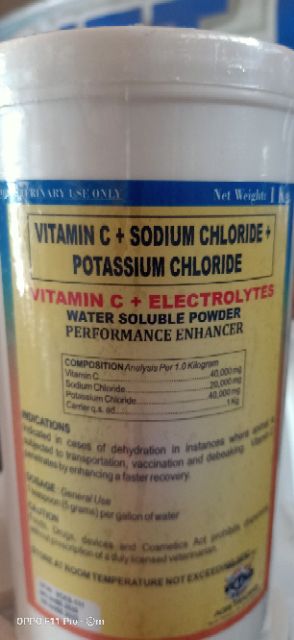 VETERINARY USE ONLY
Net Weight: 1 Kg
VITAMIN C + SODIUM CHLORIDE +
POTASSIUM CHLORIDE
VITAMIN C + ELECTROLYTES
WATER SOLUBLE POWDER
PERFORMANCE ENHANCER
COMPOSITION Analysis Per 1.0 Kilogram
Vitamin C 40,000 mg
Sodium Chloride 20,000 mg
Potassium Chloride 40,000 mg
Carrier q.s. ad 1 Kg
INDICATIONS
Indicated in cases of dehydration in instances where
subjected to transportation, vaccination and debeaking.
by enhancing a faster recovery.
DOSAGE: General Use
1 teaspoon (5 grams) per gallon of water
CAUTION
Foods, Drugs, devices and Cosmetics Act prohibits
without prescription of a duly licensed veterinarian.
STORE AT ROOM TEMPERATURE NOT EXCEEDING
OPPO F11 Pro